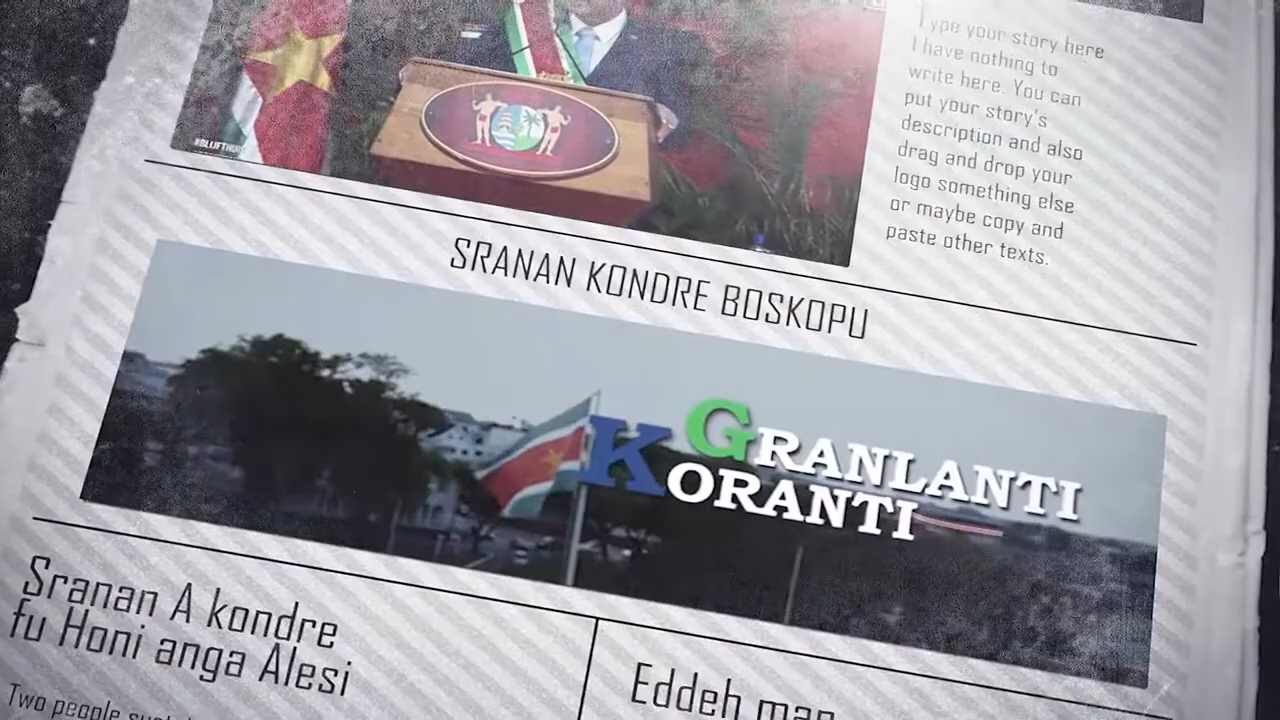 Type your story here
I have nothing to
write here. You can
put your story's
description and also
drag and drop your
logo something else
or maybe copy and
paste other texts.
SRANAN KONDRE BOSKOPU
GRANLANTI
KORANTI
Sranan A kondre
fu Honi anga Alesi
Two people
Eddeh man